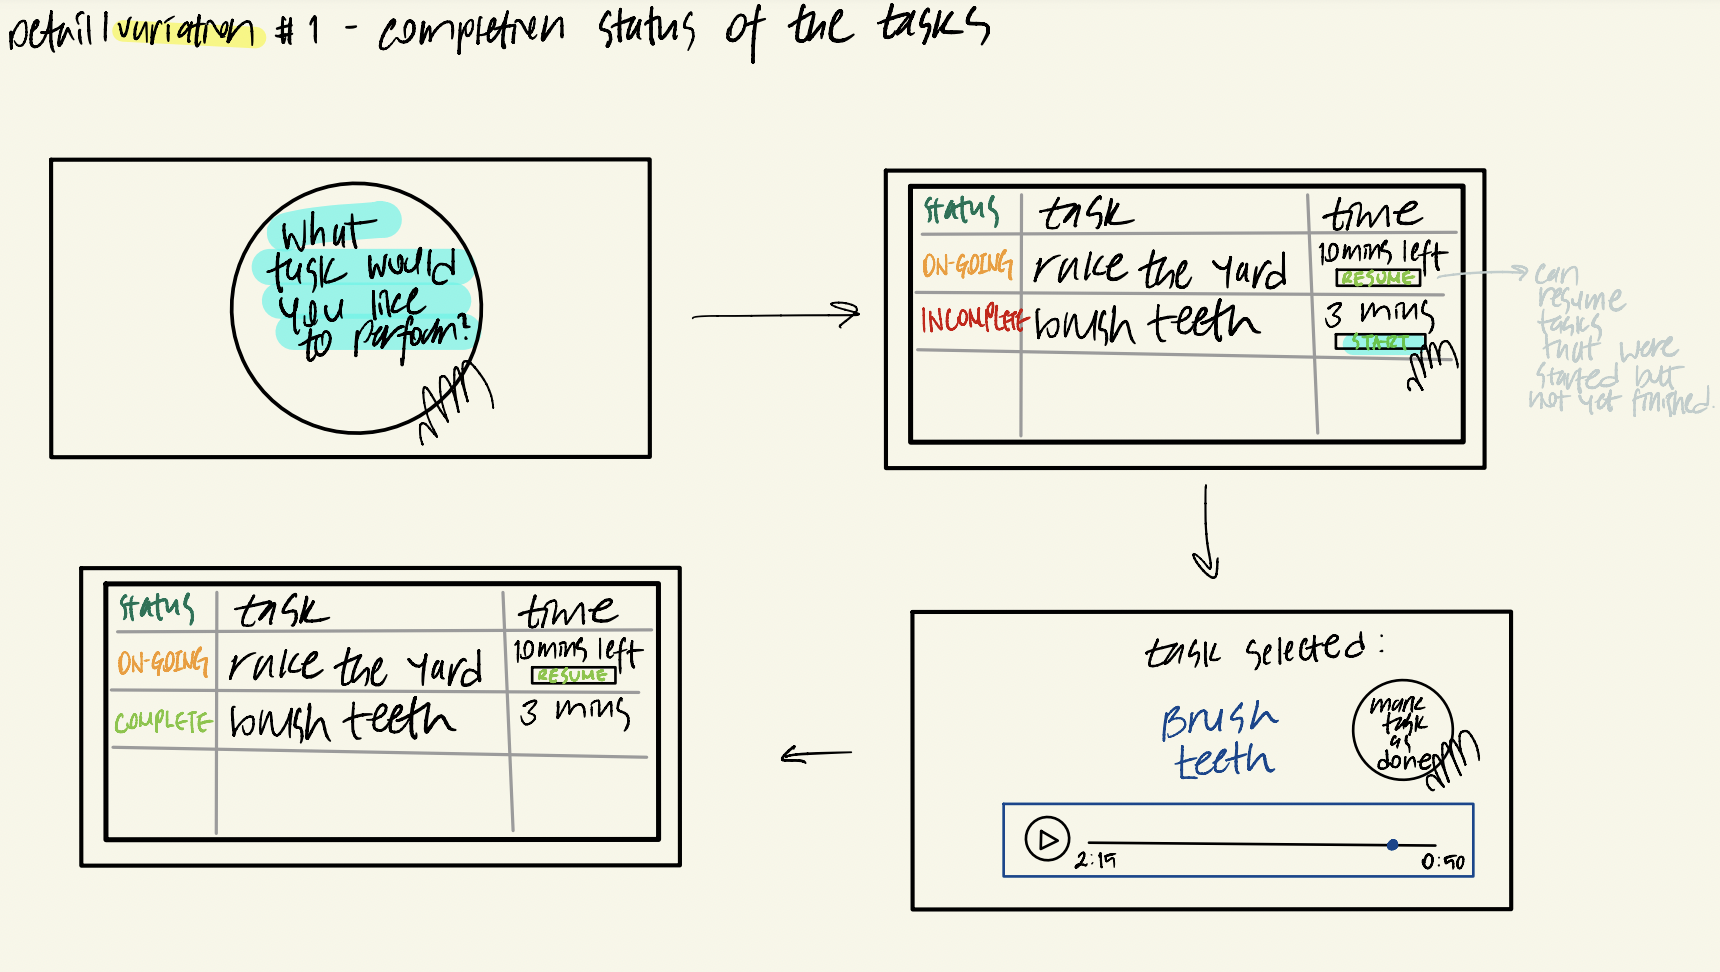 Detail variation #1 - completion status of the tasks
What
task would
you like
to perform?
status task time
ON-GOING rake the yard 10 mins left
RESUME
INCOMPLETE brush teeth 3 mins
START
can
resume
tasks
that were
started but
not yet finished.
task selected:
Brush
teeth
mark
task
as
done
2:15 0:50
status task time
ON-GOING rake the yard 10 mins left
RESUME
COMPLETE brush teeth 3 mins